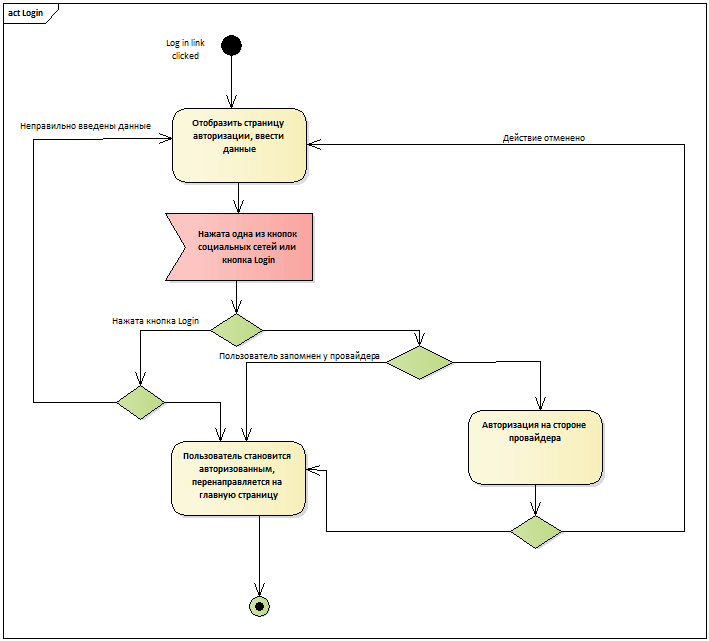 act Login
Log in link
clicked
Отобразить страницу
авторизации, ввести
данные
Неправильно введены данные
Действие отменено
Нажата одна из кнопок
социальных сетей или
кнопка Login
Нажата кнопка Login
Пользователь запомнен у провайдера
Авторизация на стороне
провайдера
Пользователь становится
авторизованным,
перенаправляется на
главную страницу